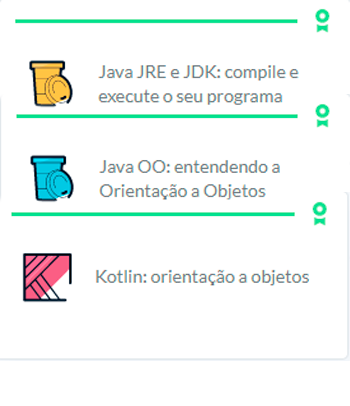 Java JRE e JDK: compile e
execute o seu programa
Java OO: entendendo a
Orientação a Objetos
Kotlin: orientação a objetos